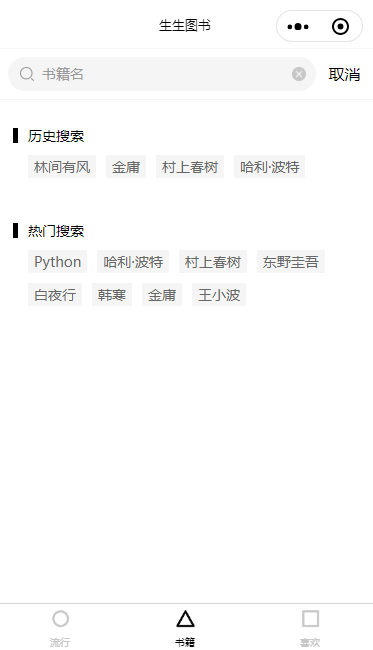 生生图书
书籍名 取消
历史搜索
林间有风 金庸 村上春树 哈利·波特
热门搜索
Python 哈利·波特 村上春树 东野圭吾
白夜行 韩寒 金庸 王小波
流行 书籍 喜欢